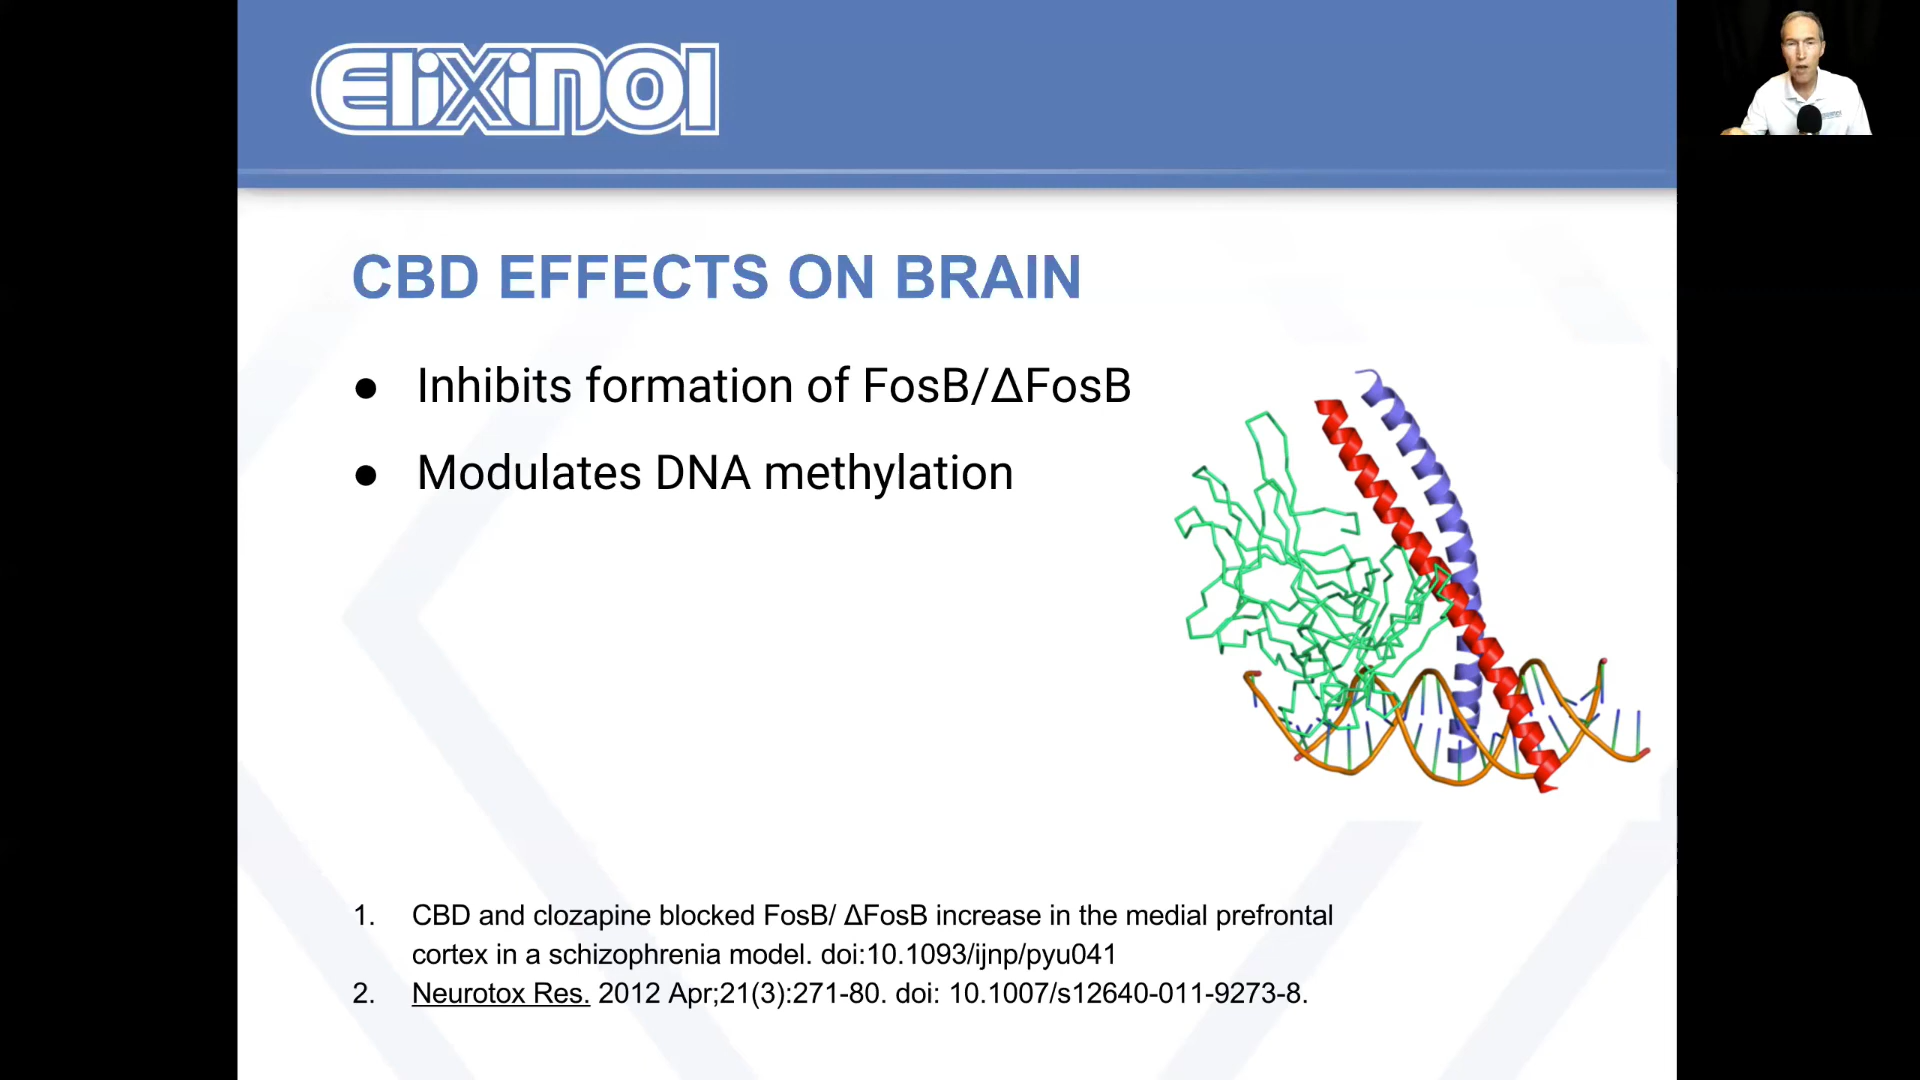 Elixinol
CBD EFFECTS ON BRAIN
● Inhibits formation of FosB/ΔFosB
● Modulates DNA methylation
1. CBD and clozapine blocked FosB/ ΔFosB increase in the medial prefrontal
cortex in a schizophrenia model. doi:10.1093/ijnp/pyu041
2. Neurotox Res. 2012 Apr;21(3):271-80. doi: 10.1007/s12640-011-9273-8.